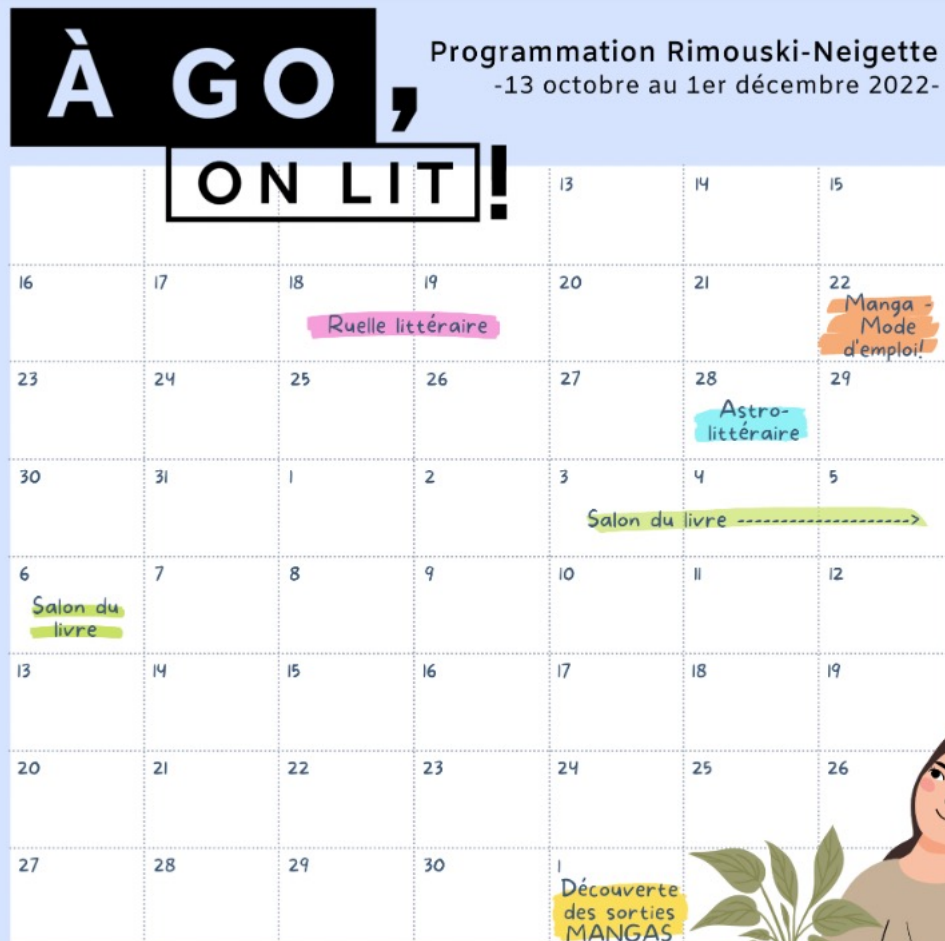 À GO,
ON LIT!
Programmation Rimouski-Neigette
-13 octobre au 1er décembre 2022-
13 14 15
16 17 18 19 20 21 22
Ruelle littéraire
Manga -
Mode
d'emploi!
23 24 25 26 27 28 29
Astro-
littéraire
30 31 1 2 3 4 5
Salon du livre -------------------->
6 7 8 9 10 11 12
Salon du
livre
13 14 15 16 17 18 19
20 21 22 23 24 25 26
27 28 29 30 1
Découverte
des sorties
MANGAS